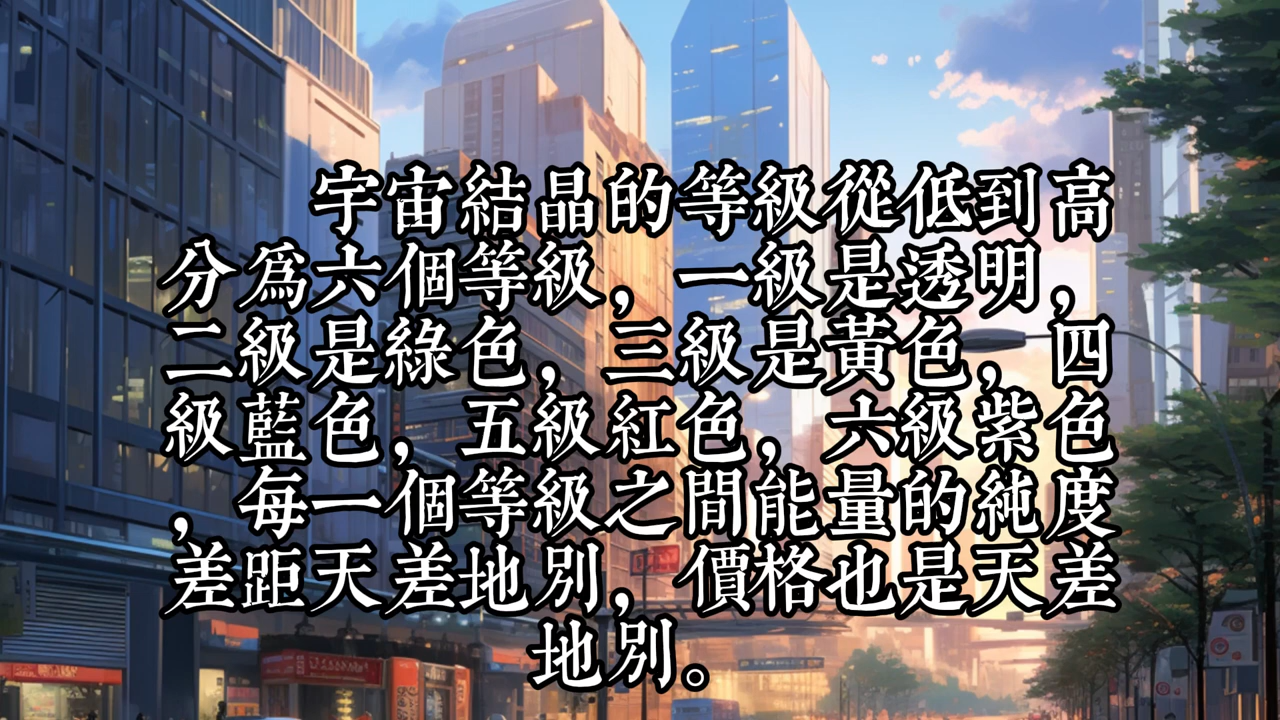 宇宙結晶的等級從低到高
分爲六個等級，一級是透明，
二級是綠色，三級是黃色，四
級藍色，五級紅色，六級紫色
，每一個等級之間能量的純度
差距天差地別，價格也是天差
地別。